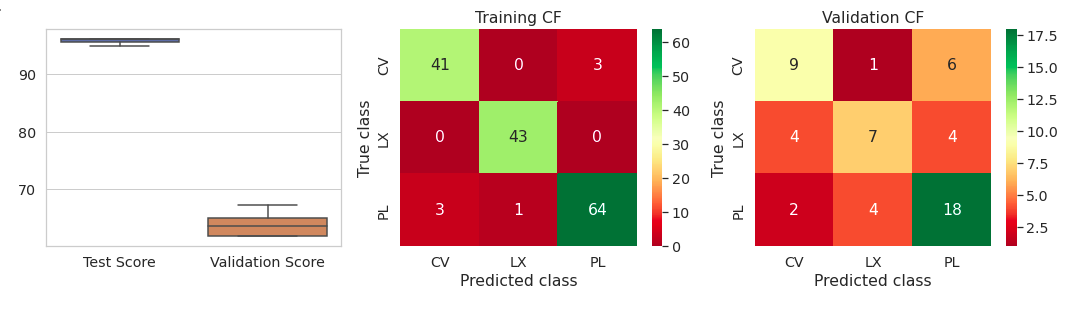 Training CF
Validation CF
90
80
70
Test Score
Validation Score
True class
CV
LX
PL
41
0
3
0
43
0
3
1
64
CV
LX
PL
Predicted class
60
50
40
30
20
10
0
True class
CV
LX
PL
9
1
6
4
7
4
2
4
18
CV
LX
PL
Predicted class
17.5
15.0
12.5
10.0
7.5
5.0
2.5